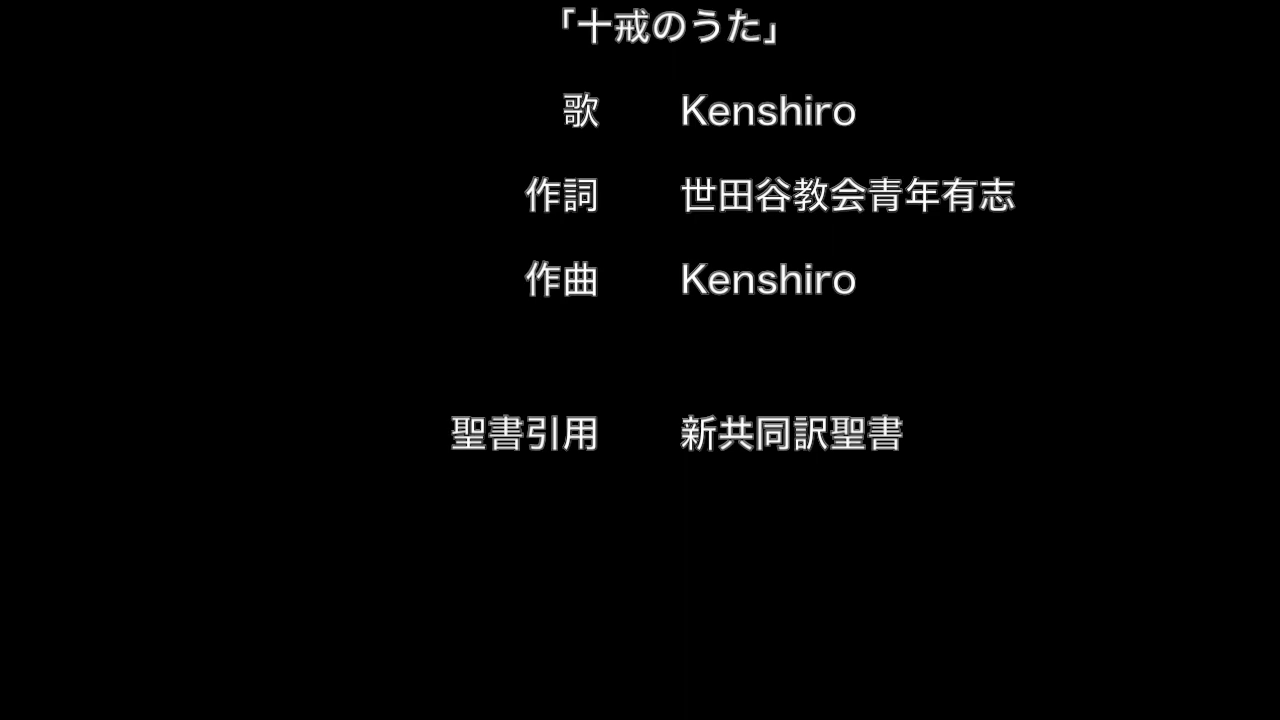 「十戒のうた」
歌 Kenshiro
作詞 世田谷教会青年有志
作曲 Kenshiro
聖書引用 新共同訳聖書